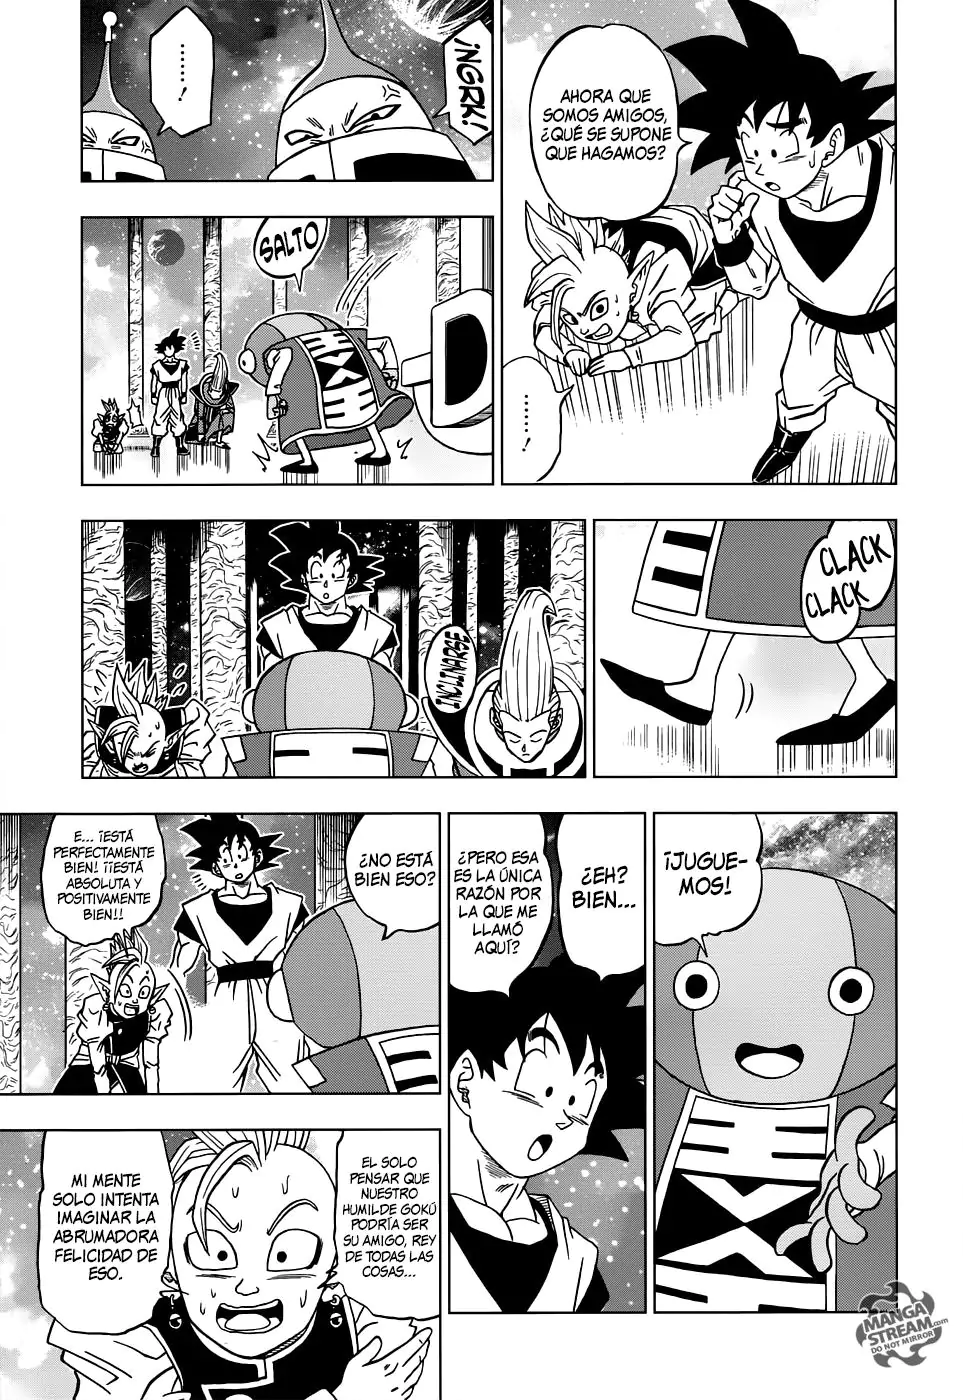 AHORA QUE
SOMOS AMIGOS,
¿QUÉ SE SUPONE
QUE HAGAMOS?
......!
¡NGRK!
......!
SALTO
CLACK
CLACK
INCLINARSE
¡JUGUE-
MOS!
¿EH?
BIEN...
¿PERO ESA
ES LA ÚNICA
RAZÓN POR
LA QUE ME
LLAMÓ
AQUÍ?
¿NO ESTÁ
BIEN ESO?
E... ¡ESTÁ
PERFECTAMENTE
BIEN! ¡¡ESTÁ
ABSOLUTA Y
POSITIVAMENTE
BIEN!!
EL SOLO
PENSAR QUE
NUESTRO
HUMILDE GOKÚ
PODRÍA SER
SU AMIGO, REY
DE TODAS LAS
COSAS...
MI MENTE
SOLO INTENTA
IMAGINAR LA
ABRUMADORA
FELICIDAD DE
ESO.
MANGA
STREAM.com
DO NOT MIRROR